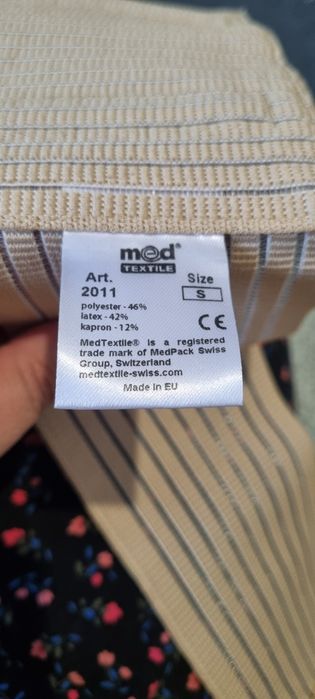 med®
TEXTILE
Art. Size
2011 S
polyester - 46%
latex - 42%
kapron - 12% CE
MedTextile® is a registered
trade mark of MedPack Swiss
Group, Switzerland
medtextile-swiss.com
Made in EU